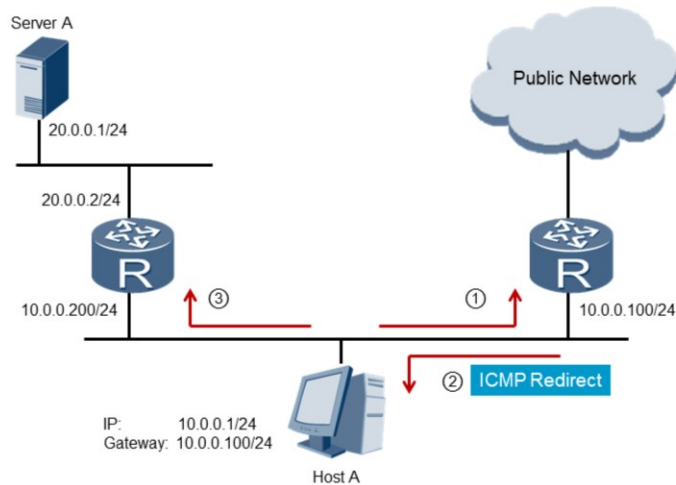 Server A
Public Network
20.0.0.1/24
20.0.0.2/24
R
R
10.0.0.200/24
③
①
10.0.0.100/24
② ICMP Redirect
IP: 10.0.0.1/24
Gateway: 10.0.0.100/24
Host A